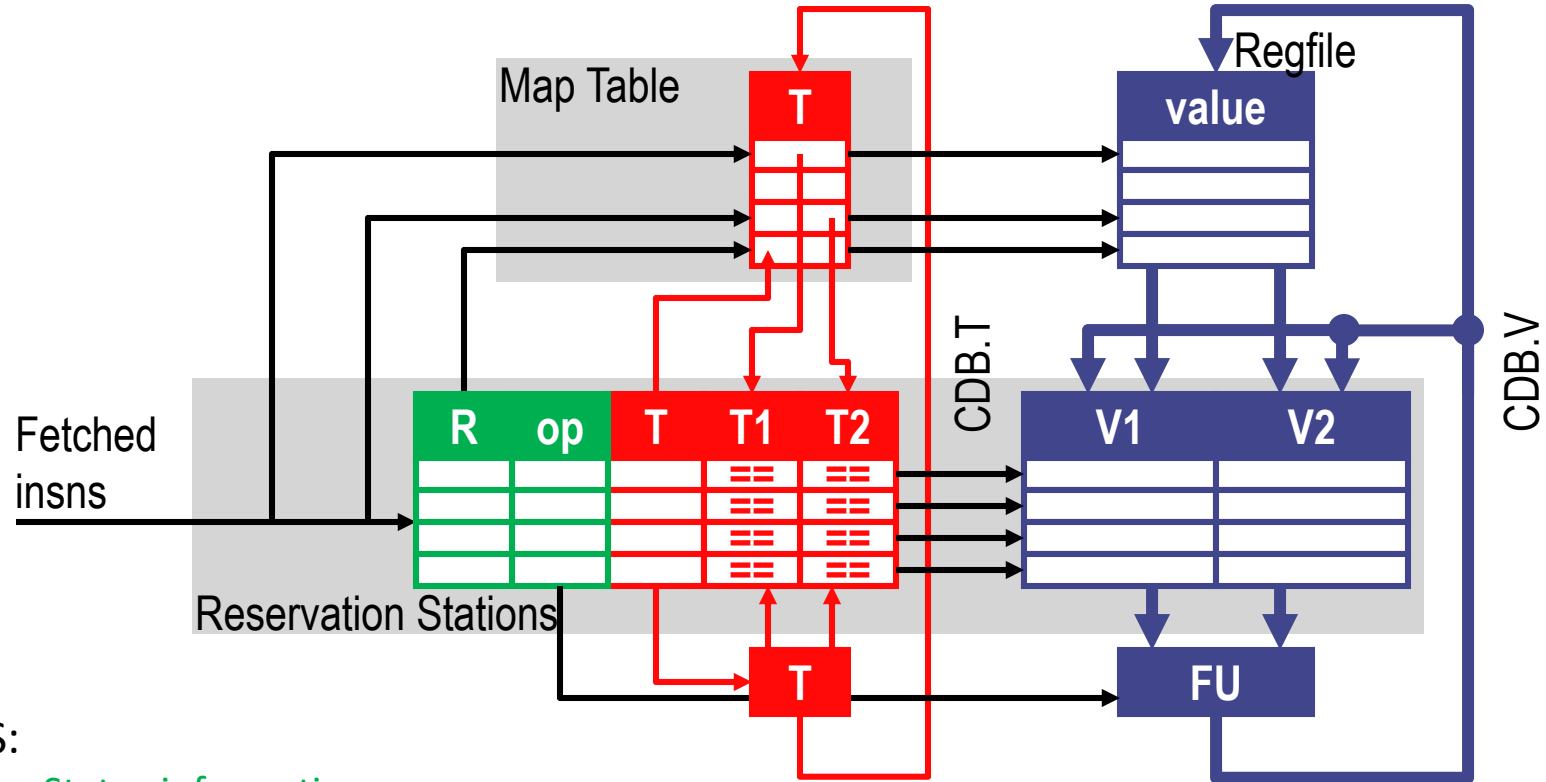 Regfile
Map Table
T
value
CDB.T
CDB.V
Fetched
insns
R op T T1 T2
V1 V2
== ==
== ==
== ==
== ==
Reservation Stations
T
FU
S: